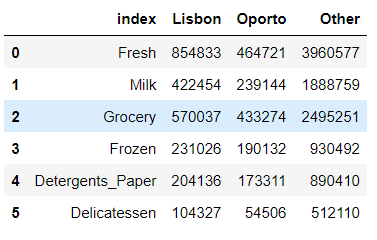 index Lisbon Oporto Other
0 Fresh 854833 464721 3960577
1 Milk 422454 239144 1888759
2 Grocery 570037 433274 2495251
3 Frozen 231026 190132 930492
4 Detergents_Paper 204136 173311 890410
5 Delicatessen 104327 54506 512110